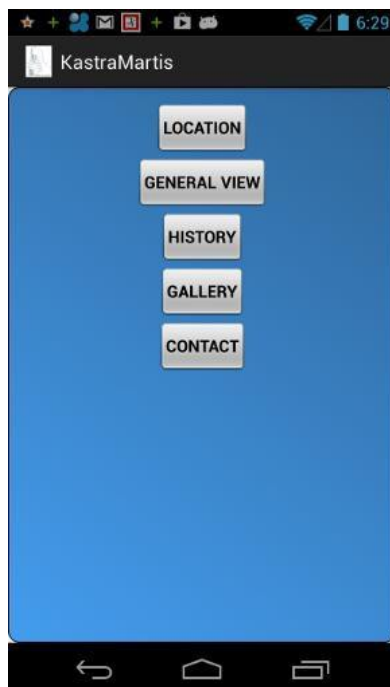 6:29
KastraMartis
LOCATION
GENERAL VIEW
HISTORY
GALLERY
CONTACT